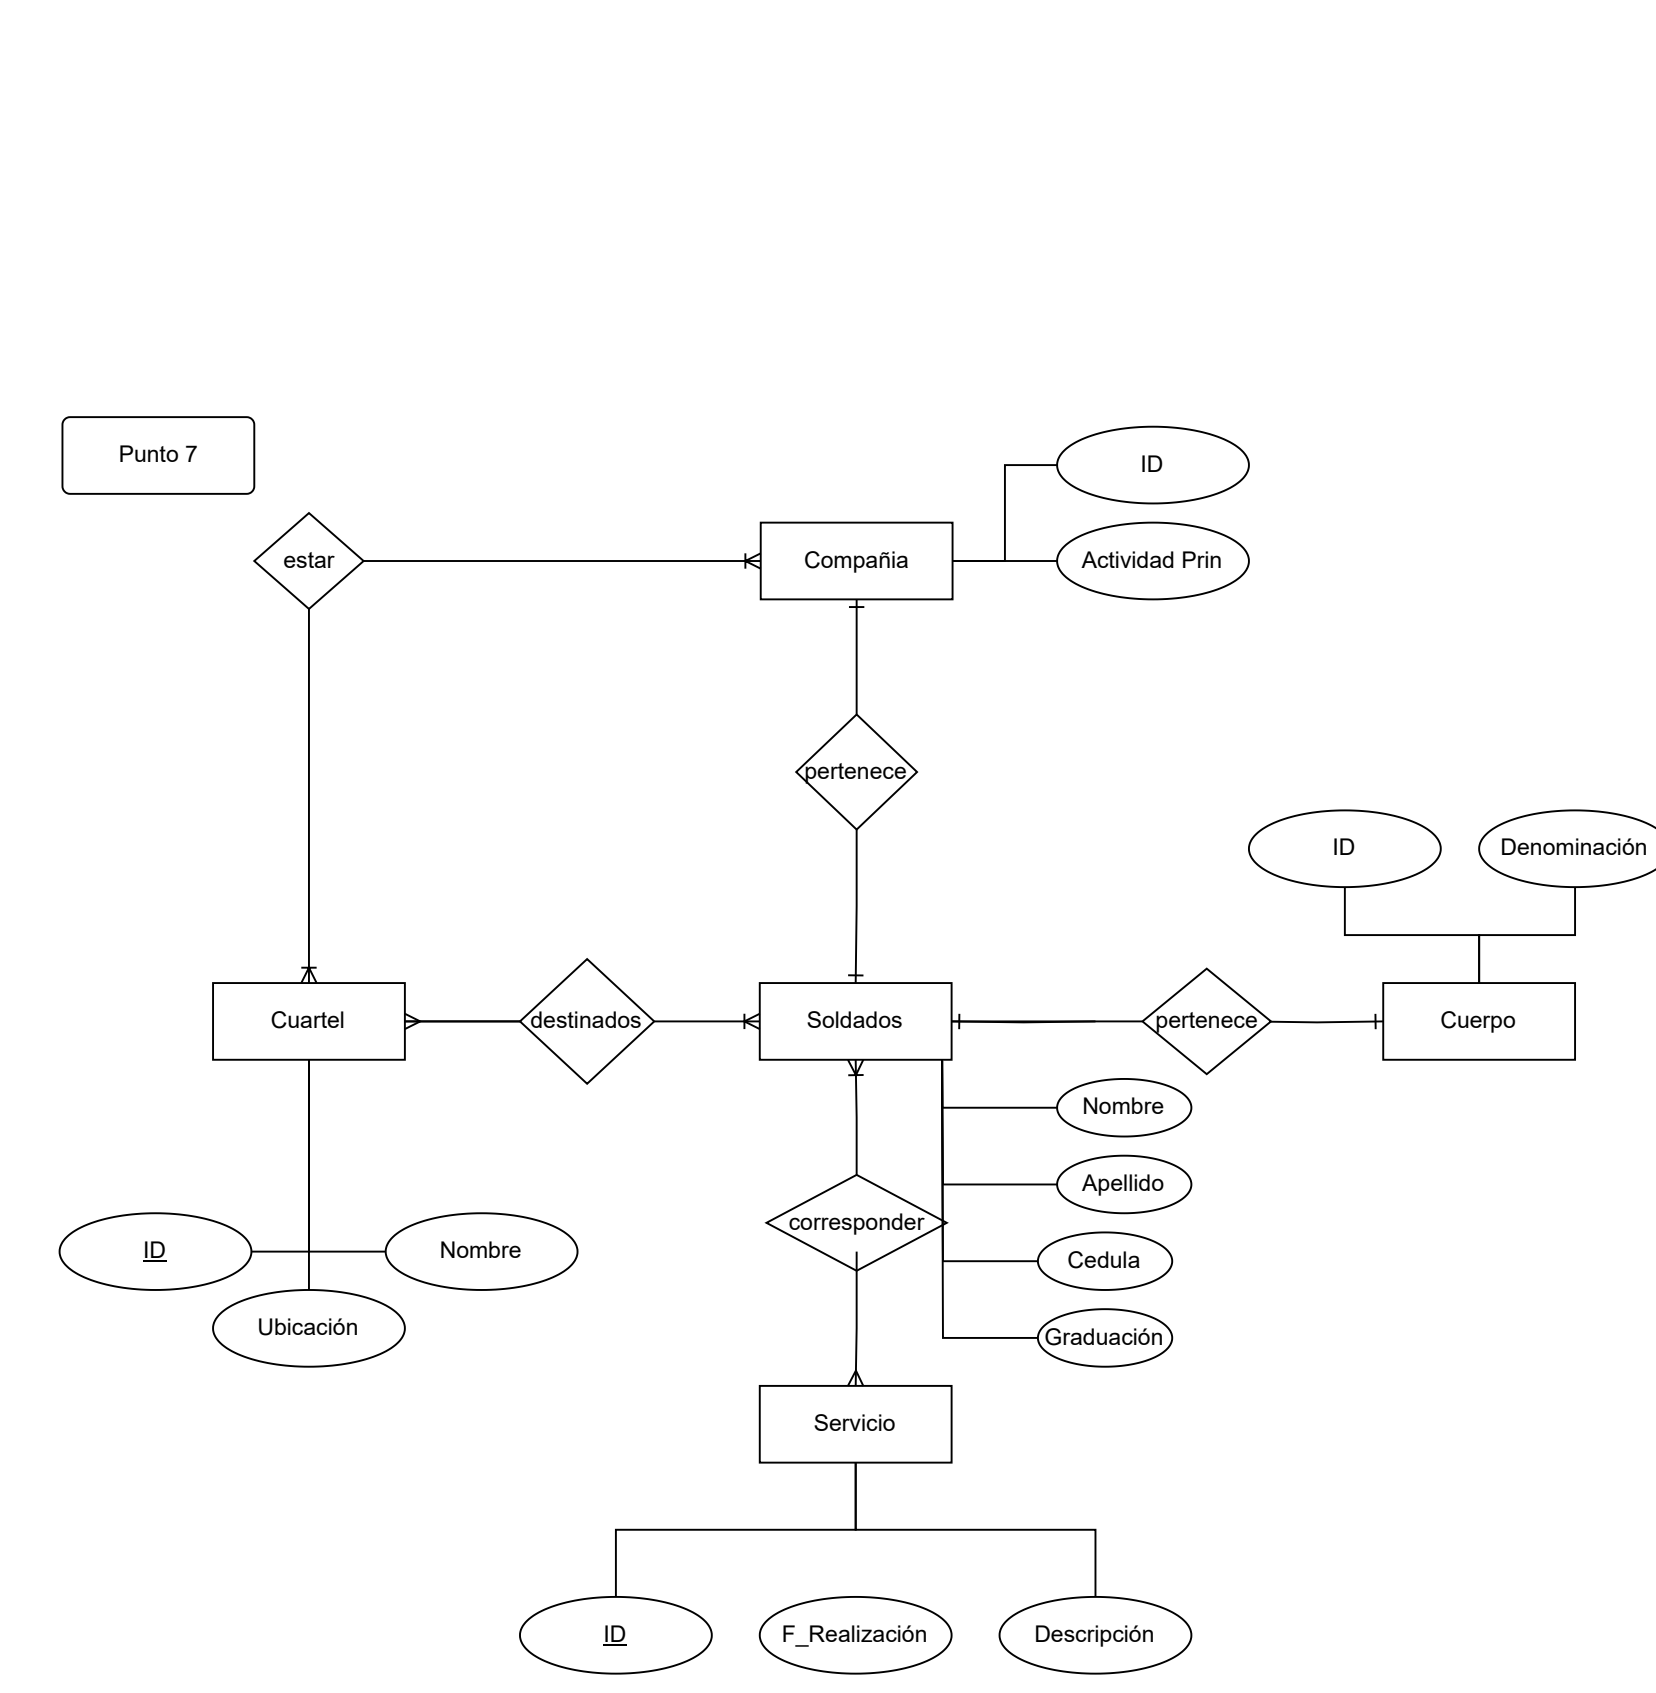 Punto 7
ID
estar
Compañia
Actividad Prin
pertenece
ID
Denominación
Cuartel
destinados
Soldados
pertenece
Cuerpo
Nombre
Apellido
corresponder
ID
Nombre
Cedula
Ubicación
Graduación
Servicio
ID
F_Realización
Descripción